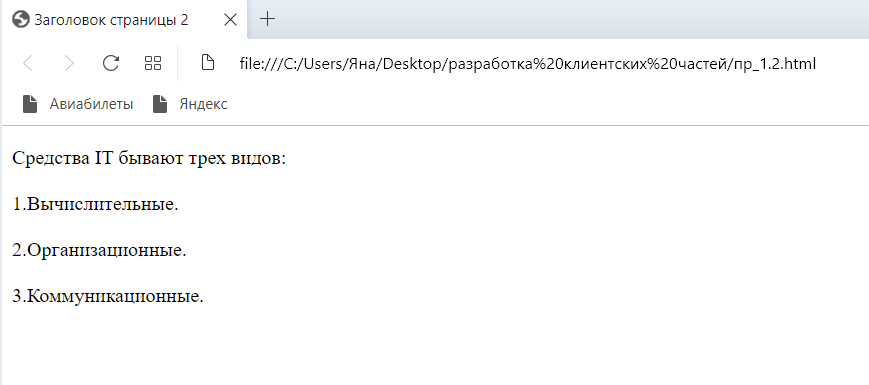 Заголовок страницы 2
file:///C:/Users/Яна/Desktop/разработка%20клиентских%20частей/пр_1.2.html
Авиабилеты Яндекс
Средства IT бывают трех видов:
1.Вычислительные.
2.Организационные.
3.Коммуникационные.